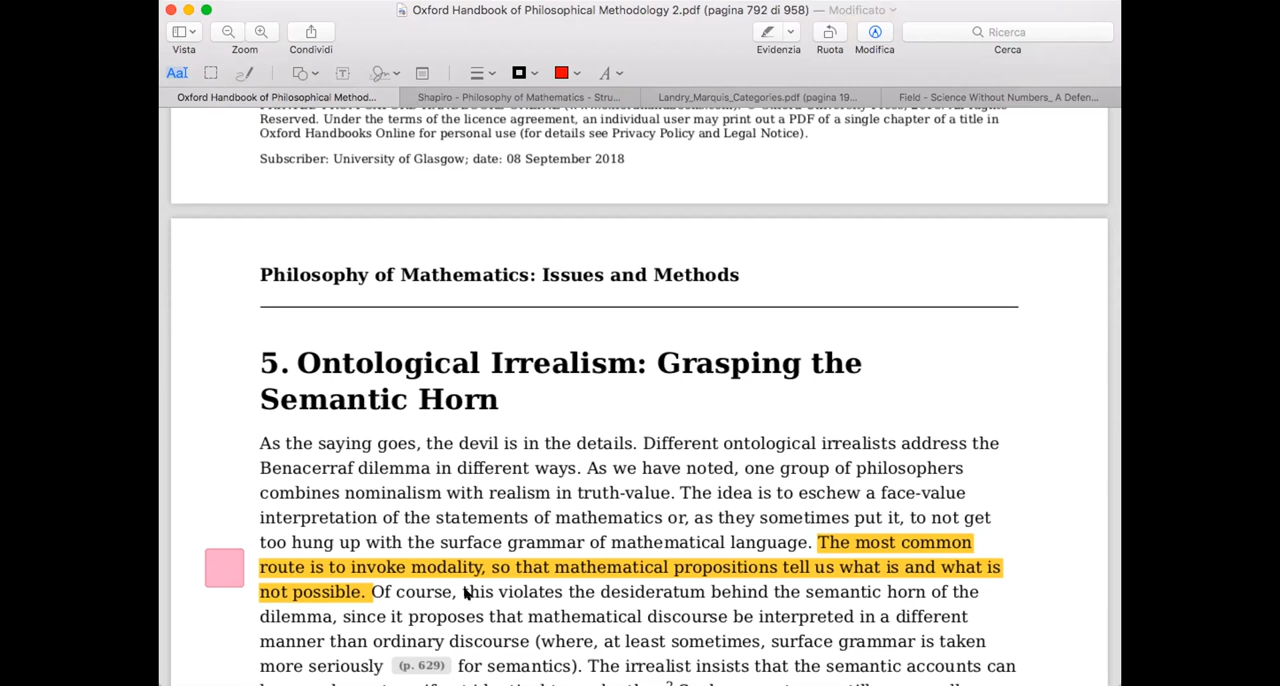 Oxford Handbook of Philosophical Methodology 2.pdf (pagina 792 di 958) — Modificato
Vista
Zoom
Condividi
Evidenzia
Ruota
Modifica
Ricerca
Cerca
AaI
T
A
Oxford Handbook of Philosophical Method...
Shapiro - Philosophy of Mathematics - Stru...
Landry_Marquis_Categories.pdf (pagina 19...
Field - Science Without Numbers_ A Defen...
Reserved. Under the terms of the licence agreement, an individual user may print out a PDF of a single chapter of a title in
Oxford Handbooks Online for personal use (for details see Privacy Policy and Legal Notice).
Subscriber: University of Glasgow; date: 08 September 2018
Philosophy of Mathematics: Issues and Methods
5. Ontological Irrealism: Grasping the
Semantic Horn
As the saying goes, the devil is in the details. Different ontological irrealists address the
Benacerraf dilemma in different ways. As we have noted, one group of philosophers
combines nominalism with realism in truth-value. The idea is to eschew a face-value
interpretation of the statements of mathematics or, as they sometimes put it, to not get
too hung up with the surface grammar of mathematical language. The most common
route is to invoke modality, so that mathematical propositions tell us what is and what is
not possible. Of course, this violates the desideratum behind the semantic horn of the
dilemma, since it proposes that mathematical discourse be interpreted in a different
manner than ordinary discourse (where, at least sometimes, surface grammar is taken
more seriously (p. 629) for semantics). The irrealist insists that the semantic accounts can